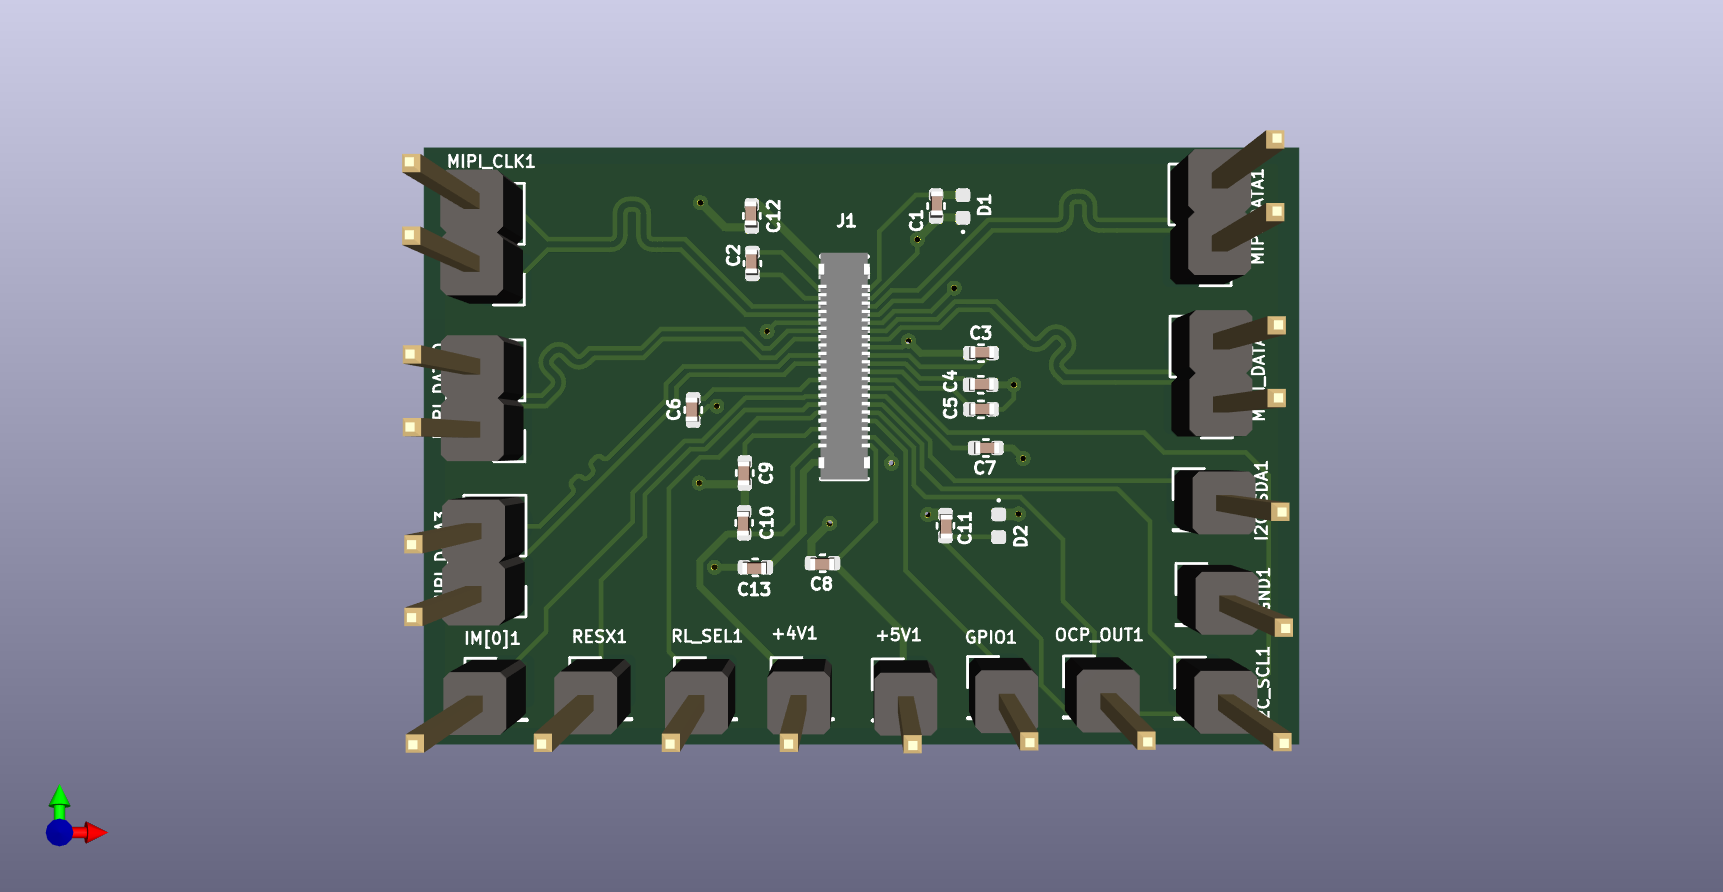 MIPI_CLK1
C12
C2
J1
C1
D1
C3
C4
C5
C6
C7
C9
C10
C11
D2
C13
C8
IM[0]1
RESX1
RL_SEL1
+4V1
+5V1
GPIO1
OCP_OUT1
GND1